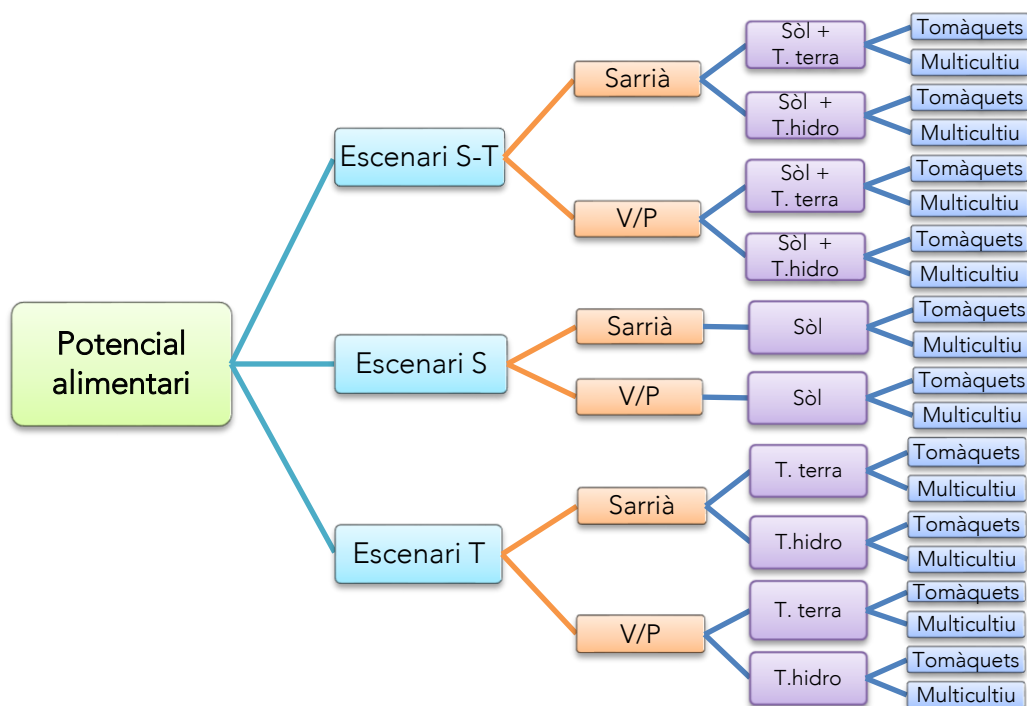 Potencial
alimentari
Escenari S-T
Sarrià
Sòl +
T. terra
Tomàquets
Multicultiu
Sòl +
T.hidro
Tomàquets
Multicultiu
V/P
Sòl +
T. terra
Tomàquets
Multicultiu
Sòl +
T.hidro
Tomàquets
Multicultiu
Escenari S
Sarrià
Sòl
Tomàquets
Multicultiu
V/P
Sòl
Tomàquets
Multicultiu
Escenari T
Sarrià
T. terra
Tomàquets
Multicultiu
T.hidro
Tomàquets
Multicultiu
V/P
T. terra
Tomàquets
Multicultiu
T.hidro
Tomàquets
Multicultiu